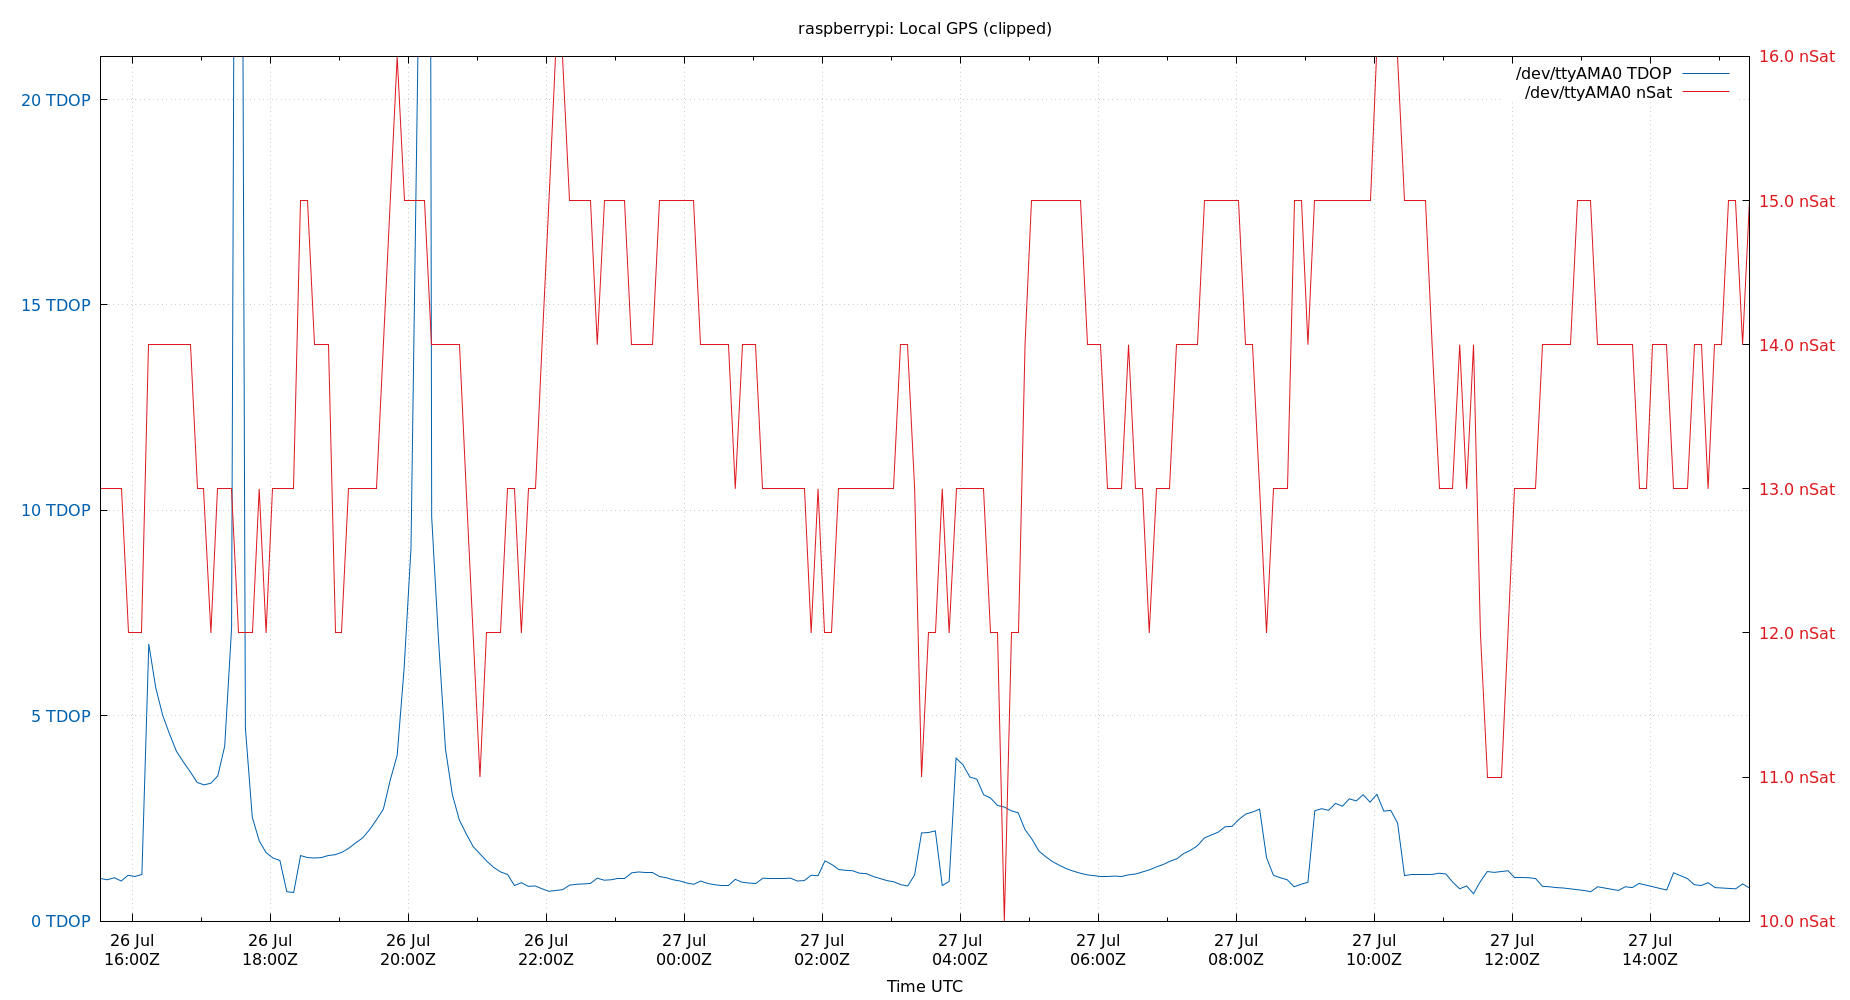 raspberrypi: Local GPS (clipped)
/dev/ttyAMA0 TDOP
/dev/ttyAMA0 nSat
20 TDOP
15 TDOP
10 TDOP
5 TDOP
0 TDOP
16.0 nSat
15.0 nSat
14.0 nSat
13.0 nSat
12.0 nSat
11.0 nSat
10.0 nSat
26 Jul 26 Jul 26 Jul 26 Jul 27 Jul 27 Jul 27 Jul 27 Jul 27 Jul 27 Jul 27 Jul 27 Jul
16:00Z 18:00Z 20:00Z 22:00Z 00:00Z 02:00Z 04:00Z 06:00Z 08:00Z 10:00Z 12:00Z 14:00Z
Time UTC